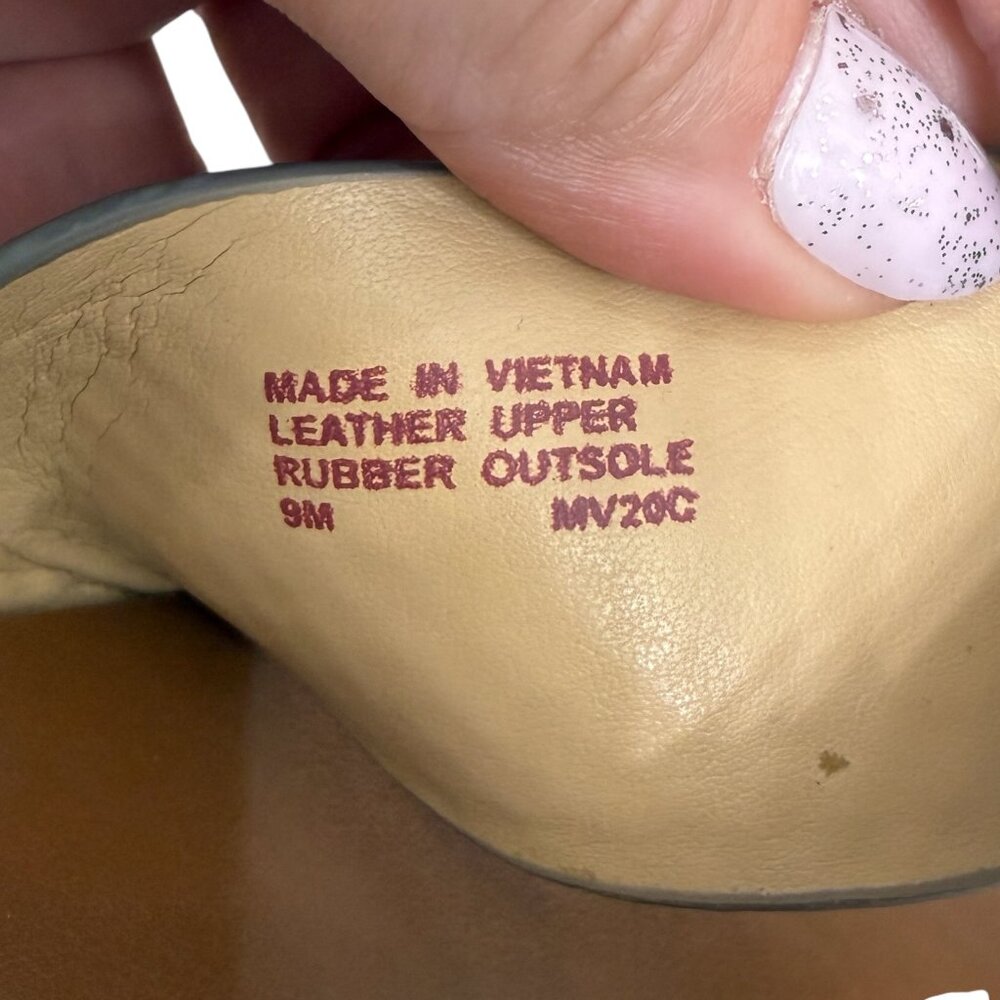 MADE IN VIETNAM
LEATHER UPPER
RUBBER OUTSOLE
9M MV20C